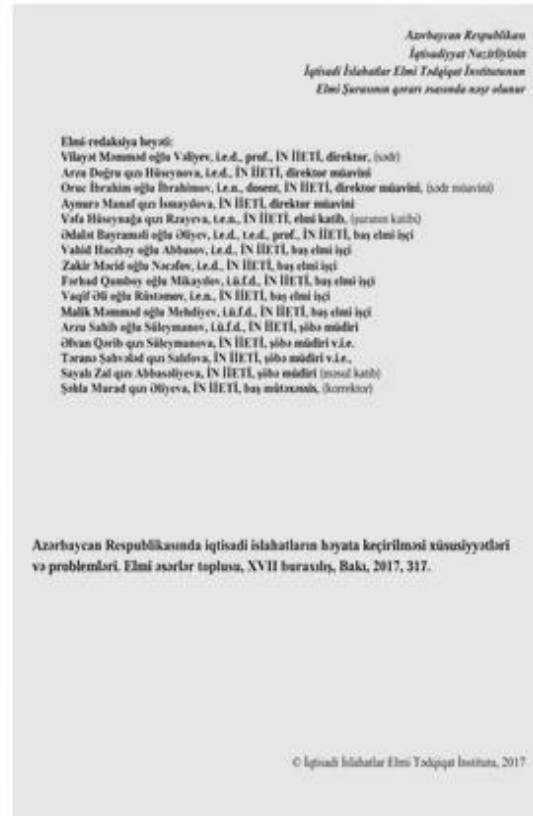 Azərbaycan Respublikası
İqtisadiyyat Nazirliyinin
İqtisadi İslahatlar Elmi Tədqiqat İnstitutunun
Elmi Şurasının qərarı əsasında nəşr olunur
Elmi-redaksiya heyəti:
Vilayət Məmməd oğlu Vəliyev, i.e.d., prof., İN İİETİ, direktor, (sədr)
Arzu Doğru qızı Hüseynova, i.e.d., İN İİETİ, direktor müavini
Oruc İbrahim oğlu İbrahimov, i.e.n., dosent, İN İİETİ, direktor müavini, (sədr müavini)
Aynurə Manaf qızı İsmayılova, İN İİETİ, direktor müavini
Vəfa Hüseynağa qızı Rzayeva, t.e.n., İN İİETİ, elmi katib, (şuranın katibi)
Ədalət Bayraməli oğlu Əliyev, i.e.d., t.e.d., prof., İN İİETİ, baş elmi işçi
Vahid Hacıbəy oğlu Abbasov, i.e.d., İN İİETİ, baş elmi işçi
Zakir Məcid oğlu Nəcəfov, i.e.d., İN İİETİ, baş elmi işçi
Fərhad Qəmboy oğlu Mikayılov, i.ü.f.d., İN İİETİ, baş elmi işçi
Vaqif Əli oğlu Rüstəmov, i.e.n., İN İİETİ, baş elmi işçi
Malik Məmməd oğlu Mehdiyev, i.ü.f.d., İN İİETİ, baş elmi işçi
Arzu Sahib oğlu Süleymanov, i.ü.f.d., İN İİETİ, şöbə müdiri
Əlvan Qərib qızı Süleymanova, İN İİETİ, şöbə müdiri v.i.e.
Təranə Şahvələd qızı Salıfova, İN İİETİ, şöbə müdiri v.i.e.,
Sayalı Zal qızı Abbasəliyeva, İN İİETİ, şöbə müdiri (məsul katib)
Şəhla Murad qızı Əliyeva, İN İİETİ, baş mütəxəssis, (korrektor)
Azərbaycan Respublikasında iqtisadi islahatların həyata keçirilməsi xüsusiyyətləri
və problemləri. Elmi əsərlər toplusu, XVII buraxılış, Bakı, 2017, 317.
© İqtisadi İslahatlar Elmi Tədqiqat İnstitutu, 2017